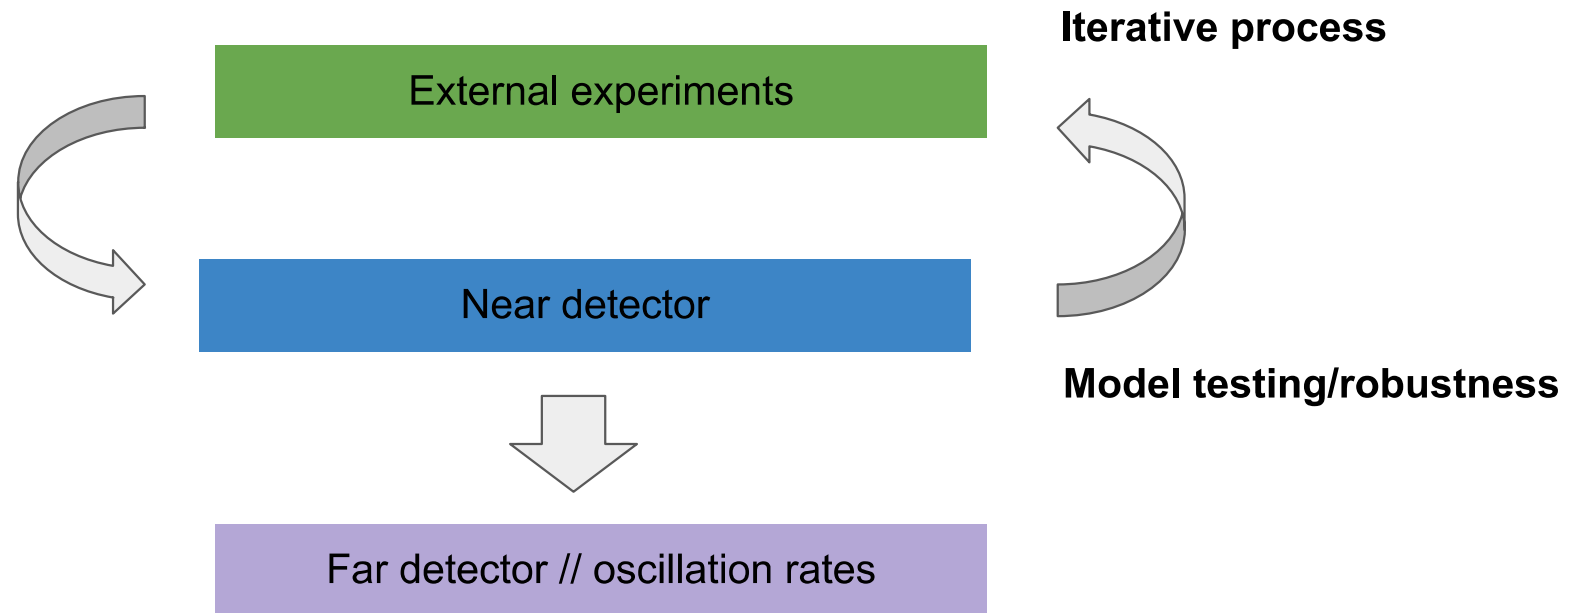 Iterative process
External experiments
Near detector
Model testing/robustness
Far detector // oscillation rates